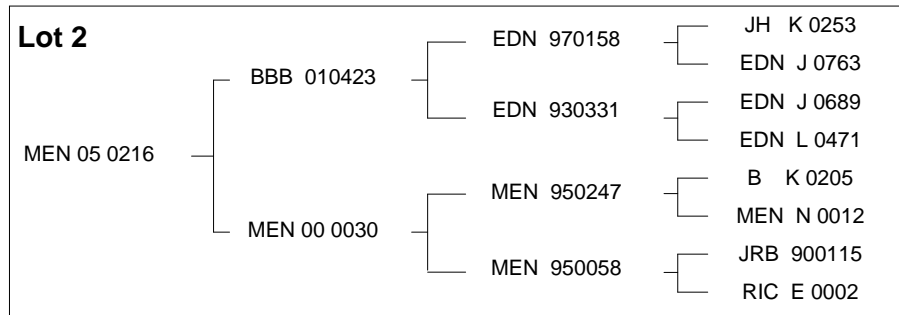 Lot 2
JH K 0253
EDN 970158
EDN J 0763
BBB 010423
EDN J 0689
EDN 930331
EDN L 0471
MEN 05 0216
B K 0205
MEN 950247
MEN N 0012
MEN 00 0030
JRB 900115
MEN 950058
RIC E 0002